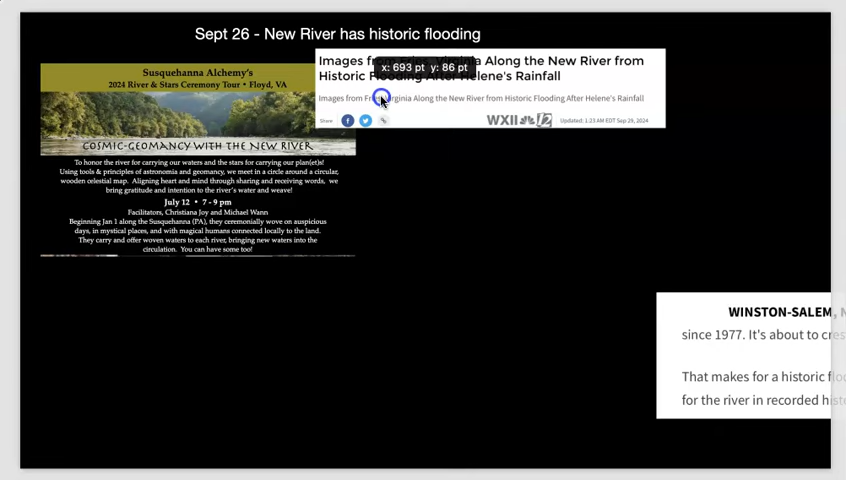 Sept 26 - New River has historic flooding
Susquehanna Alchemy's
2024 River & Stars Ceremony Tour • Floyd, VA
COSMIC-GEOMANCY WITH THE NEW RIVER
To honor the river for carrying our waters and the stars for carrying our plan(et)s!
Using tools & principles of astronomia and geomancy, we meet in a circle around a circular,
wooden celestial map. Aligning heart and mind through sharing and receiving words, we
bring gratitude and intention to the river's water and weave!
July 12 • 7 - 9 pm
Facilitators, Christiana Joy and Michael Wann
Beginning Jan 1 along the Susquehanna (PA), they ceremonially wove on auspicious
days, in mystical places, and with magical humans connected locally to the land.
They carry and offer woven waters to each river, bringing new waters into the
circulation. You can have some too!
Images from Virginia Along the New River from
Historic Flooding After Helene's Rainfall
x: 693 pt y: 86 pt
Images from Virginia Along the New River from Historic Flooding After Helene's Rainfall
Share
WXII 12
Updated: 1:23 AM EDT Sep 29, 2024
WINSTON-SALEM, N
since 1977. It's about to cres
That makes for a historic floo
for the river in recorded histo